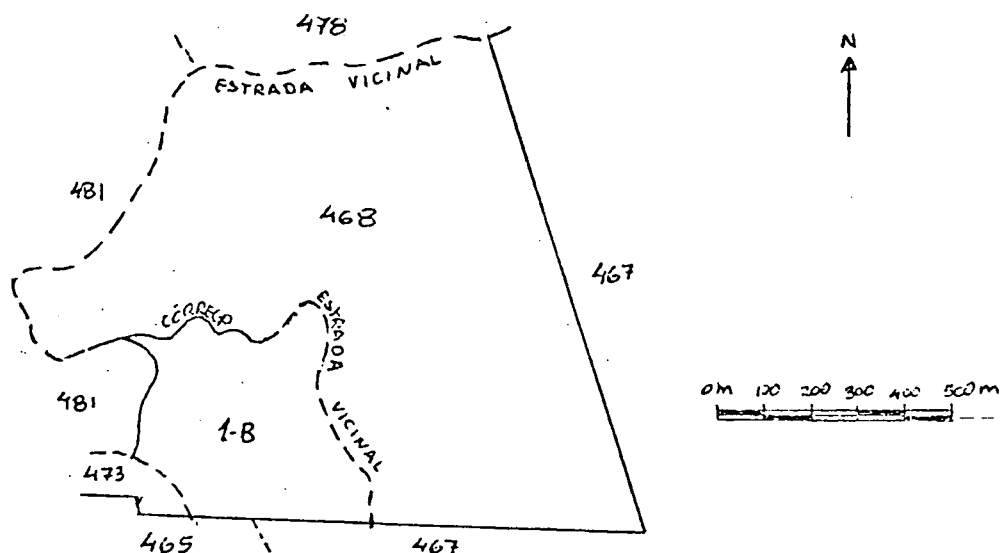 478
ESTRADA VICINAL
N
481
468
467
CÓRREGO
ESTRADA
VICINAL
0m 100 200 300 400 500m
481
1-B
473
465
467